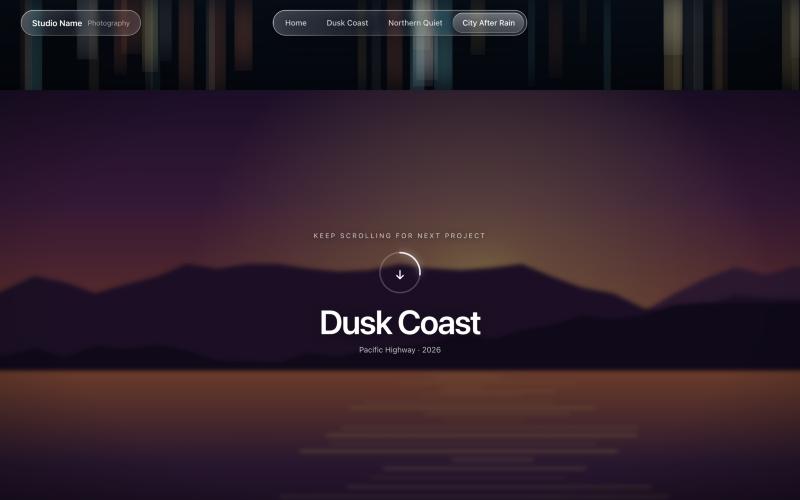 Studio Name Photography
Home Dusk Coast Northern Quiet City After Rain
KEEP SCROLLING FOR NEXT PROJECT
Dusk Coast
Pacific Highway · 2026